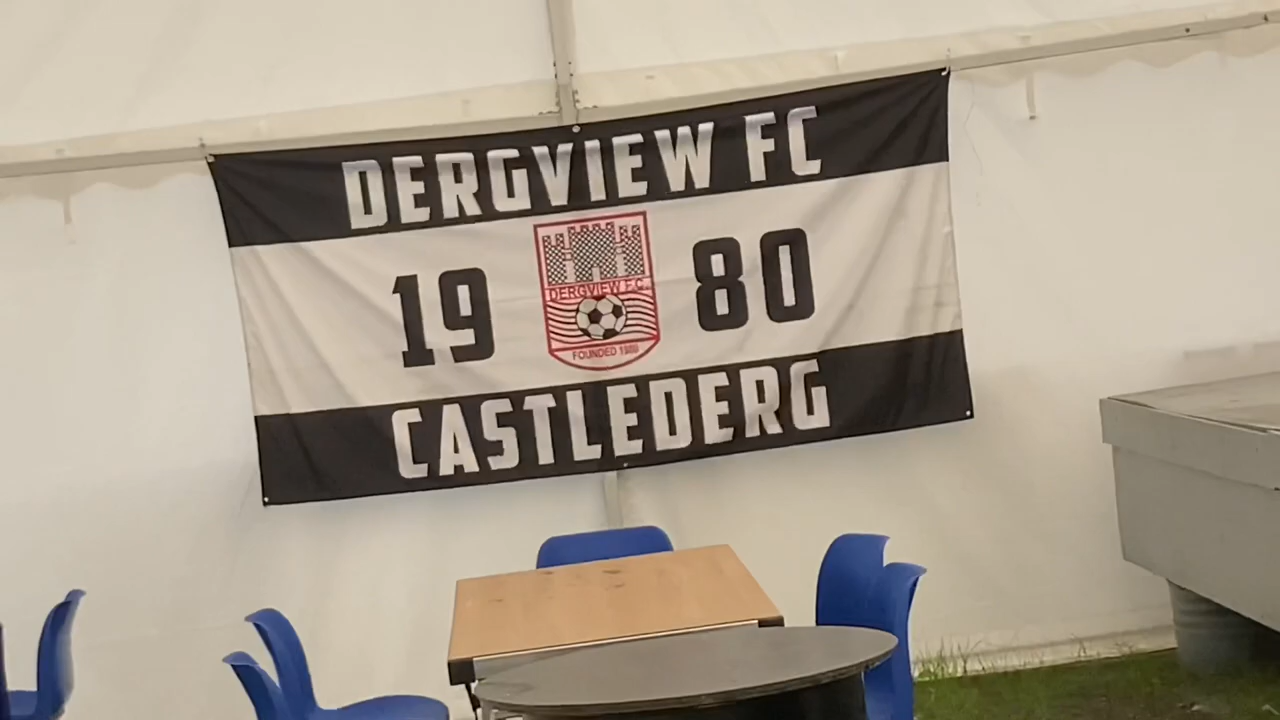 DERGVIEW FC
19 80
DERGVIEW F.C.
FOUNDED 1980
CASTLEDERG